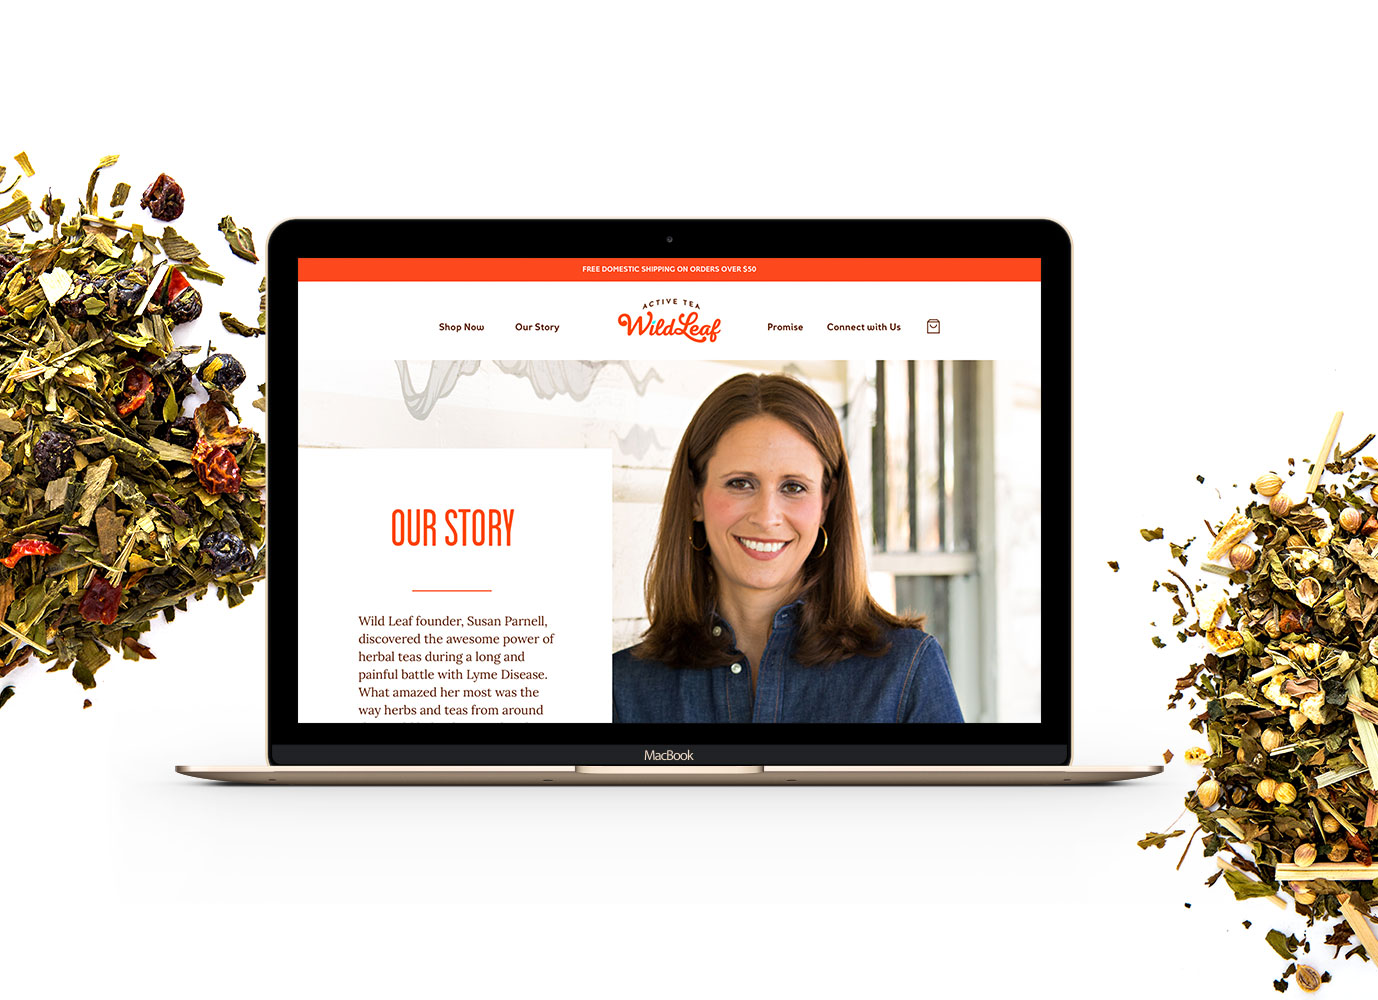 FREE DOMESTIC SHIPPING ON ORDERS OVER $50
ACTIVE TEA
Shop Now Our Story WildLeaf Promise Connect with Us
OUR STORY
Wild Leaf founder, Susan Parnell,
discovered the awesome power of
herbal teas during a long and
painful battle with Lyme Disease.
What amazed her most was the
way herbs and teas from around
MacBook